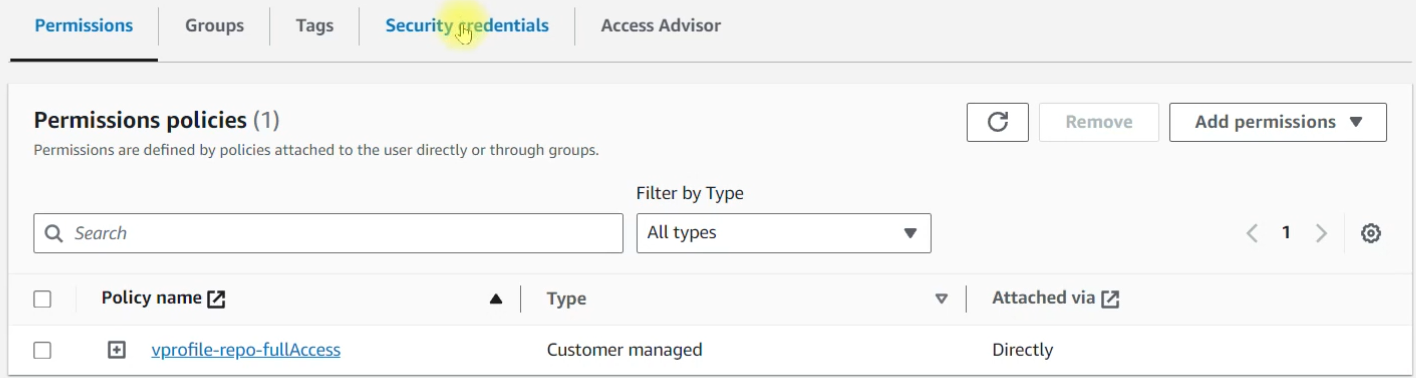 Permissions Groups Tags Security credentials Access Advisor
Permissions policies (1)
Remove
Add permissions
Permissions are defined by policies attached to the user directly or through groups.
Filter by Type
Search
All types
1
Policy name Type Attached via
vprofile-repo-fullAccess Customer managed Directly